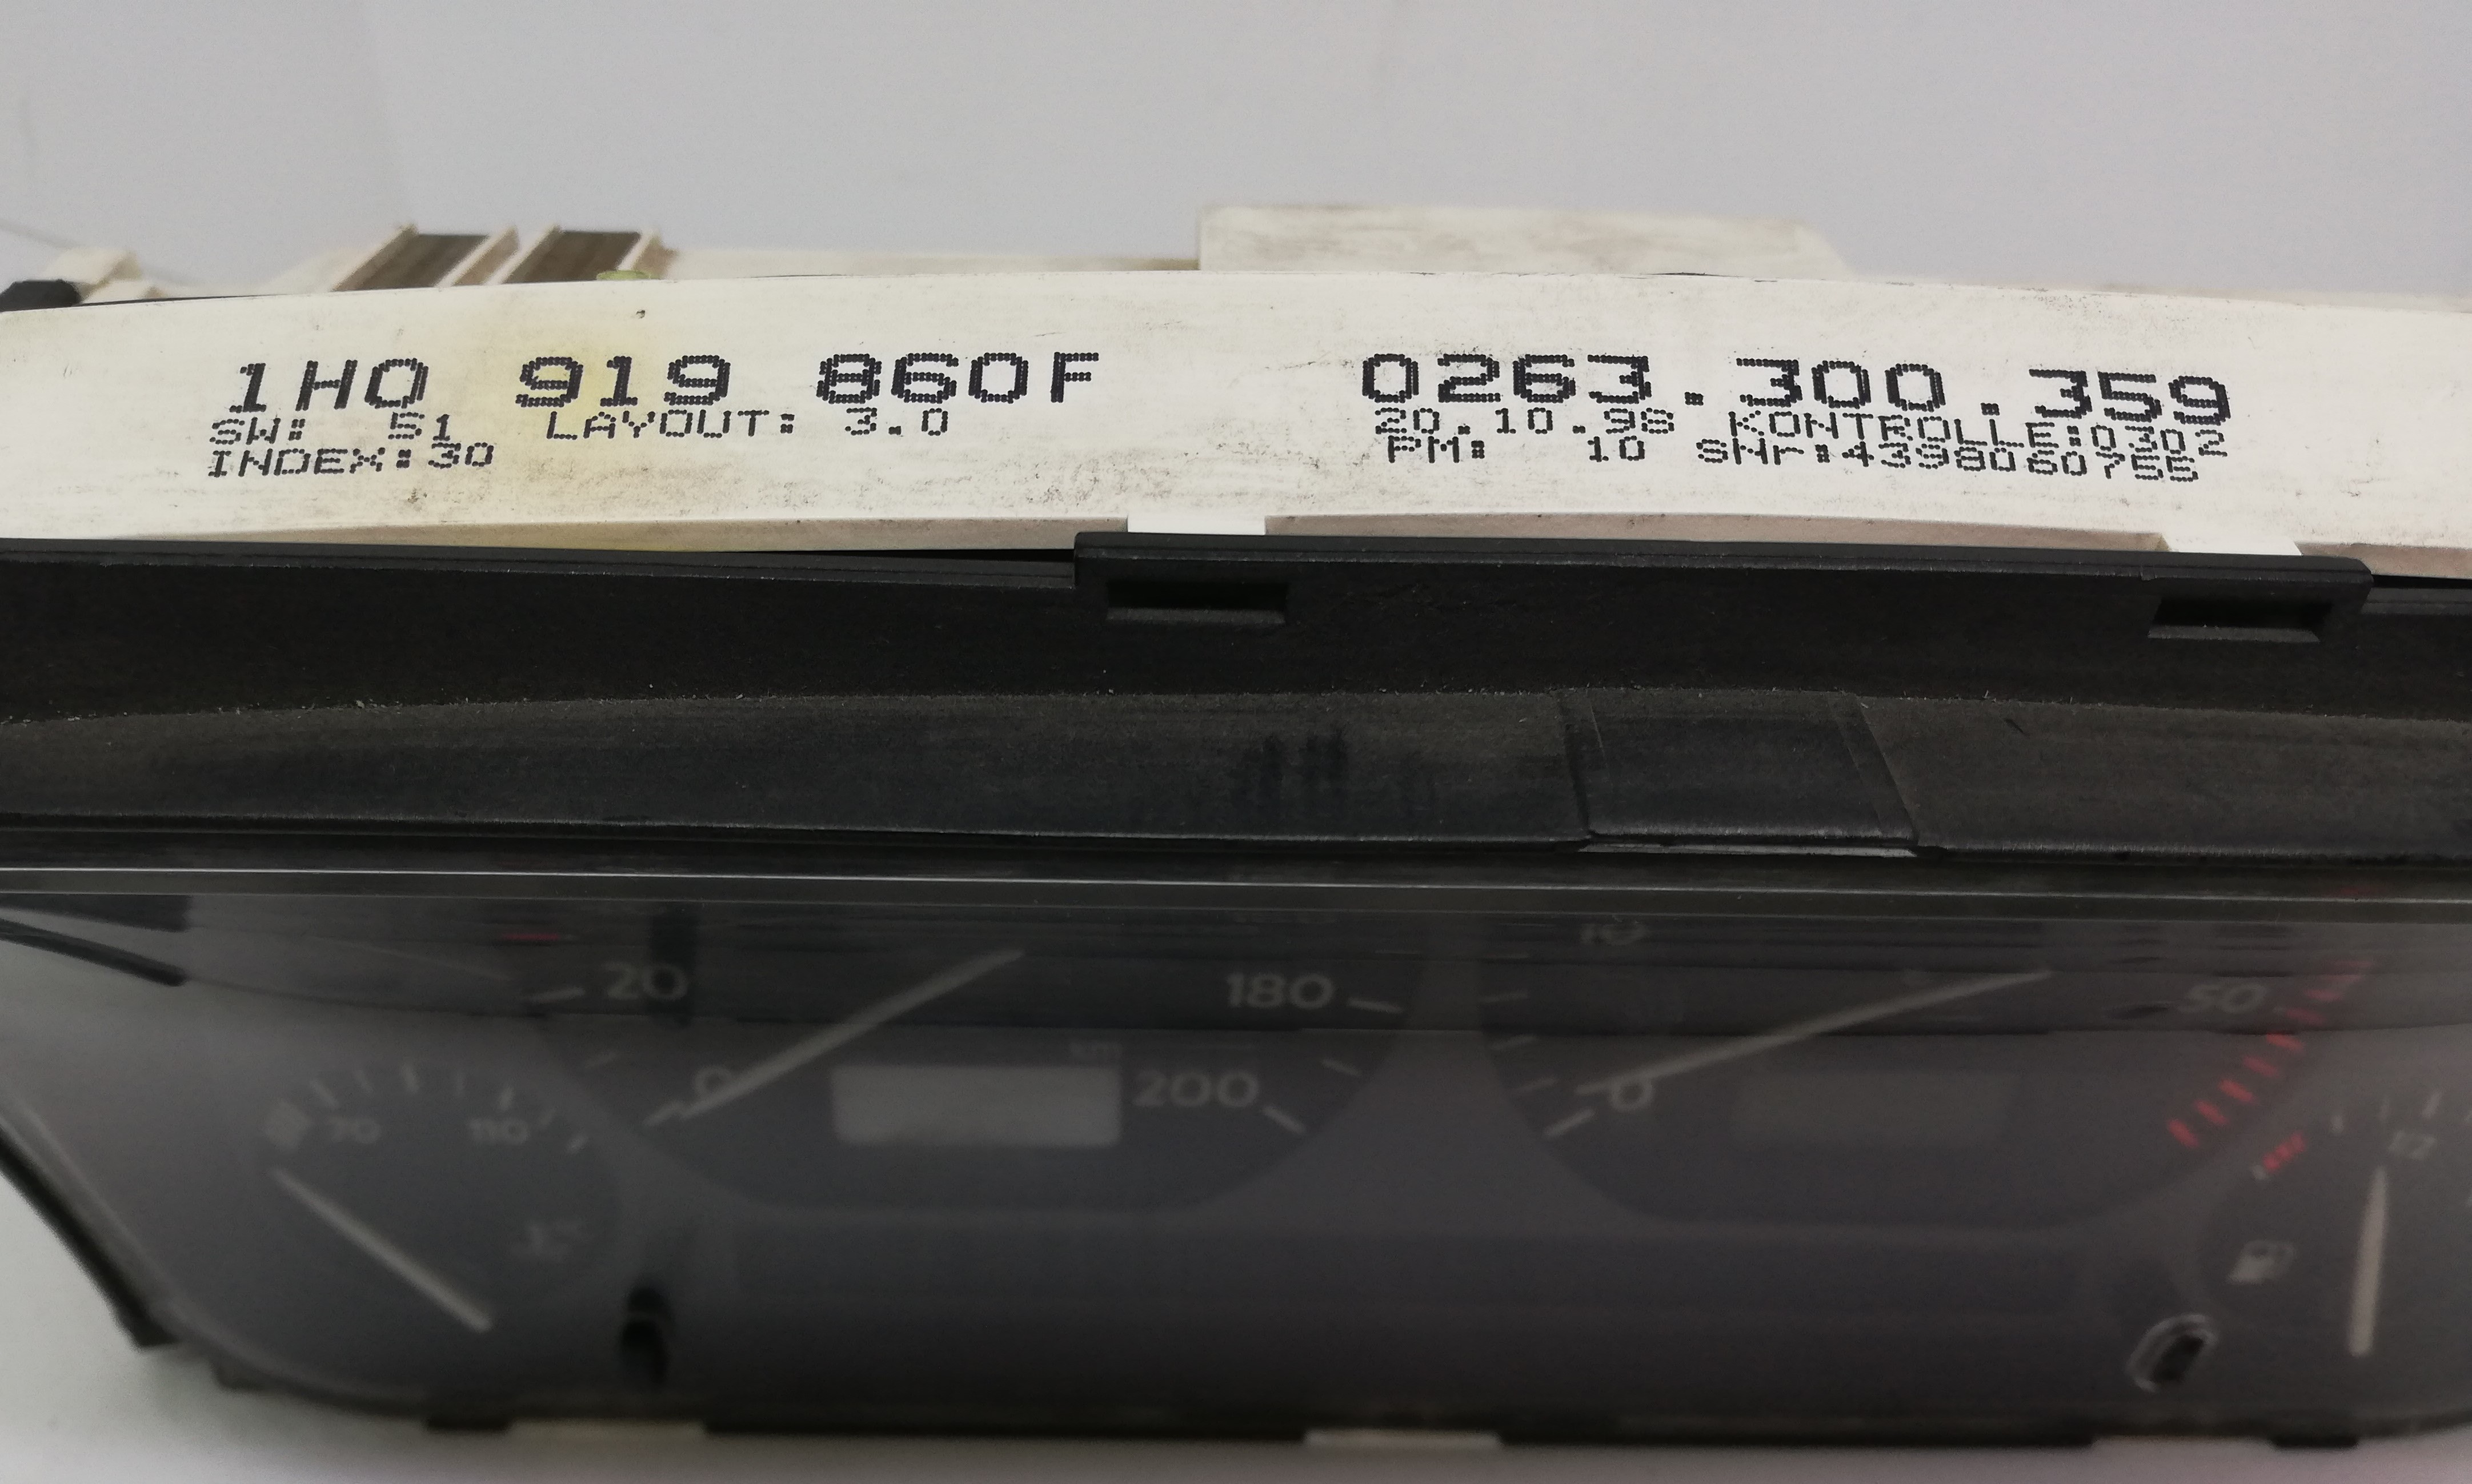 1H0 919 860F
SW: 51 LAYOUT: 3.0
INDEX:30
0263.300.359
20.10.98 KONTROLLE:0302
PM: 10 SNr:4398060755
20
180
50
0
km
200
0
70
110